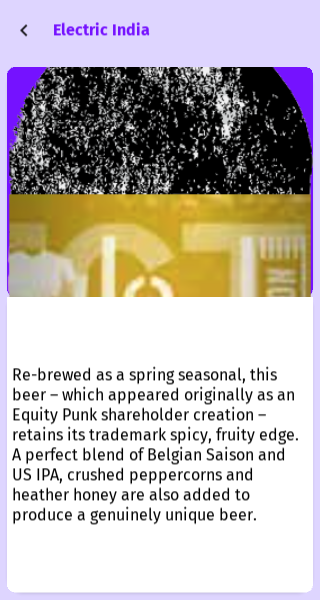 Electric India
Re-brewed as a spring seasonal, this
beer – which appeared originally as an
Equity Punk shareholder creation –
retains its trademark spicy, fruity edge.
A perfect blend of Belgian Saison and
US IPA, crushed peppercorns and
heather honey are also added to
produce a genuinely unique beer.